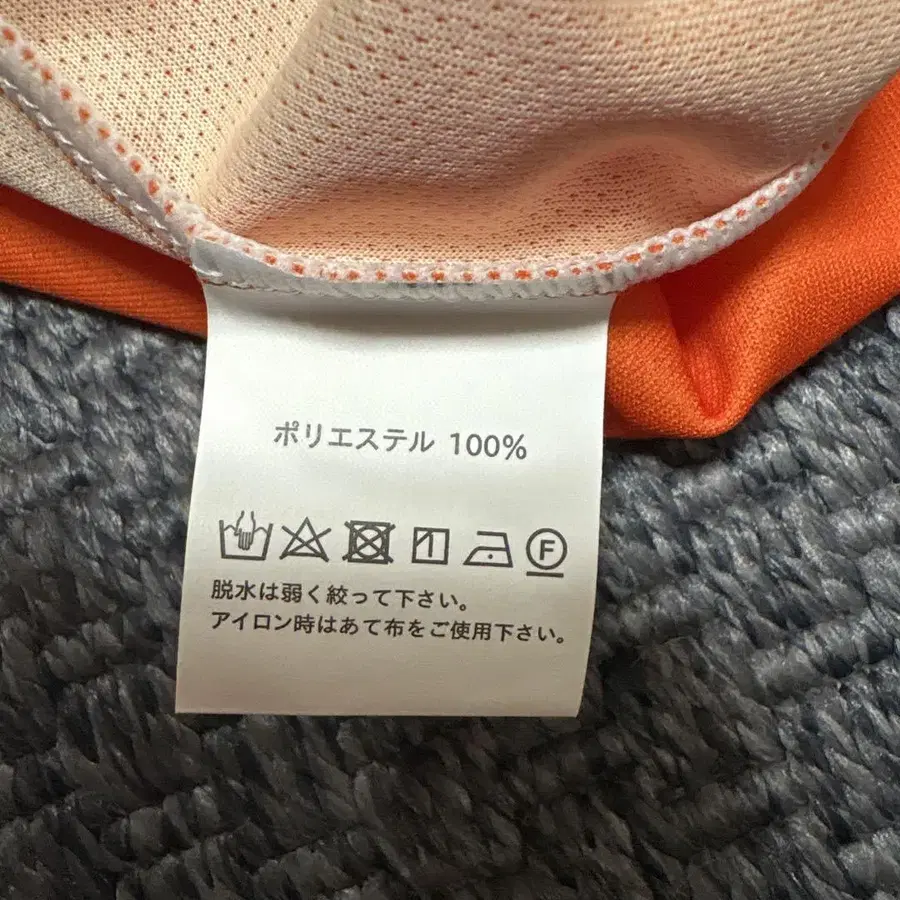 ポリエステル 100%
F
脱水は弱く絞って下さい。
アイロン時はあて布をご使用下さい。